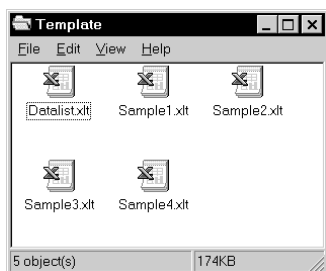 Template
File Edit View Help
Datalist.xlt Sample1.xlt Sample2.xlt
Sample3.xlt Sample4.xlt
5 object(s) 174KB